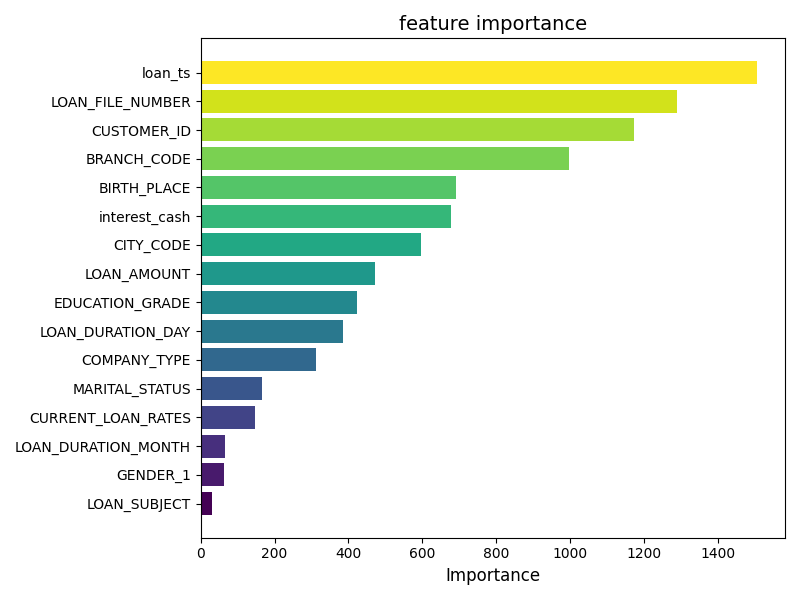 feature importance
loan_ts
LOAN_FILE_NUMBER
CUSTOMER_ID
BRANCH_CODE
BIRTH_PLACE
interest_cash
CITY_CODE
LOAN_AMOUNT
EDUCATION_GRADE
LOAN_DURATION_DAY
COMPANY_TYPE
MARITAL_STATUS
CURRENT_LOAN_RATES
LOAN_DURATION_MONTH
GENDER_1
LOAN_SUBJECT
0 200 400 600 800 1000 1200 1400
Importance